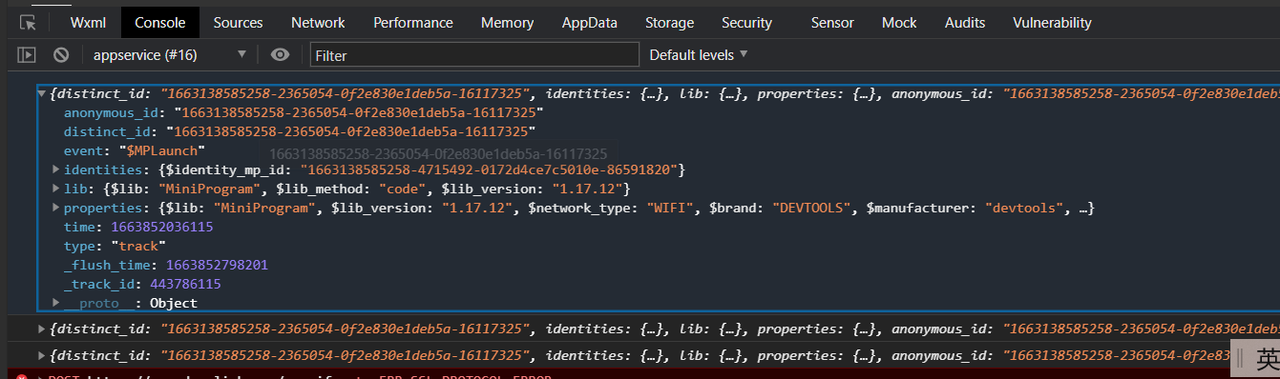 Wxml Console Sources Network Performance Memory AppData Storage Security Sensor Mock Audits Vulnerability
appservice (#16) ▼ Filter Default levels ▼
▼{distinct_id: "1663138585258-2365054-0f2e830e1deb5a-16117325", identities: {…}, lib: {…}, properties: {…}, anonymous_id: "1663138585258-2365054-0f2e830e1deb5
anonymous_id: "1663138585258-2365054-0f2e830e1deb5a-16117325"
distinct_id: "1663138585258-2365054-0f2e830e1deb5a-16117325"
event: "$MPLaunch"
1663138585258-2365054-0f2e830e1deb5a-16117325
▶identities: {$identity_mp_id: "1663138585258-4715492-0172d4ce7c5010e-86591820"}
▶lib: {$lib: "MiniProgram", $lib_method: "code", $lib_version: "1.17.12"}
▶properties: {$lib: "MiniProgram", $lib_version: "1.17.12", $network_type: "WIFI", $brand: "DEVTOOLS", $manufacturer: "devtools", …}
time: 1663852036115
type: "track"
_flush_time: 1663852798201
_track_id: 443786115
▶__proto__: Object
▶{distinct_id: "1663138585258-2365054-0f2e830e1deb5a-16117325", identities: {…}, lib: {…}, properties: {…}, anonymous_id: "1663138585258-2365054-0f2e830e1deb5
▶{distinct_id: "1663138585258-2365054-0f2e830e1deb5a-16117325", identities: {…}, lib: {…}, properties: {…}, anonymous_id: "1663138585258-2365054-0f2e830
英